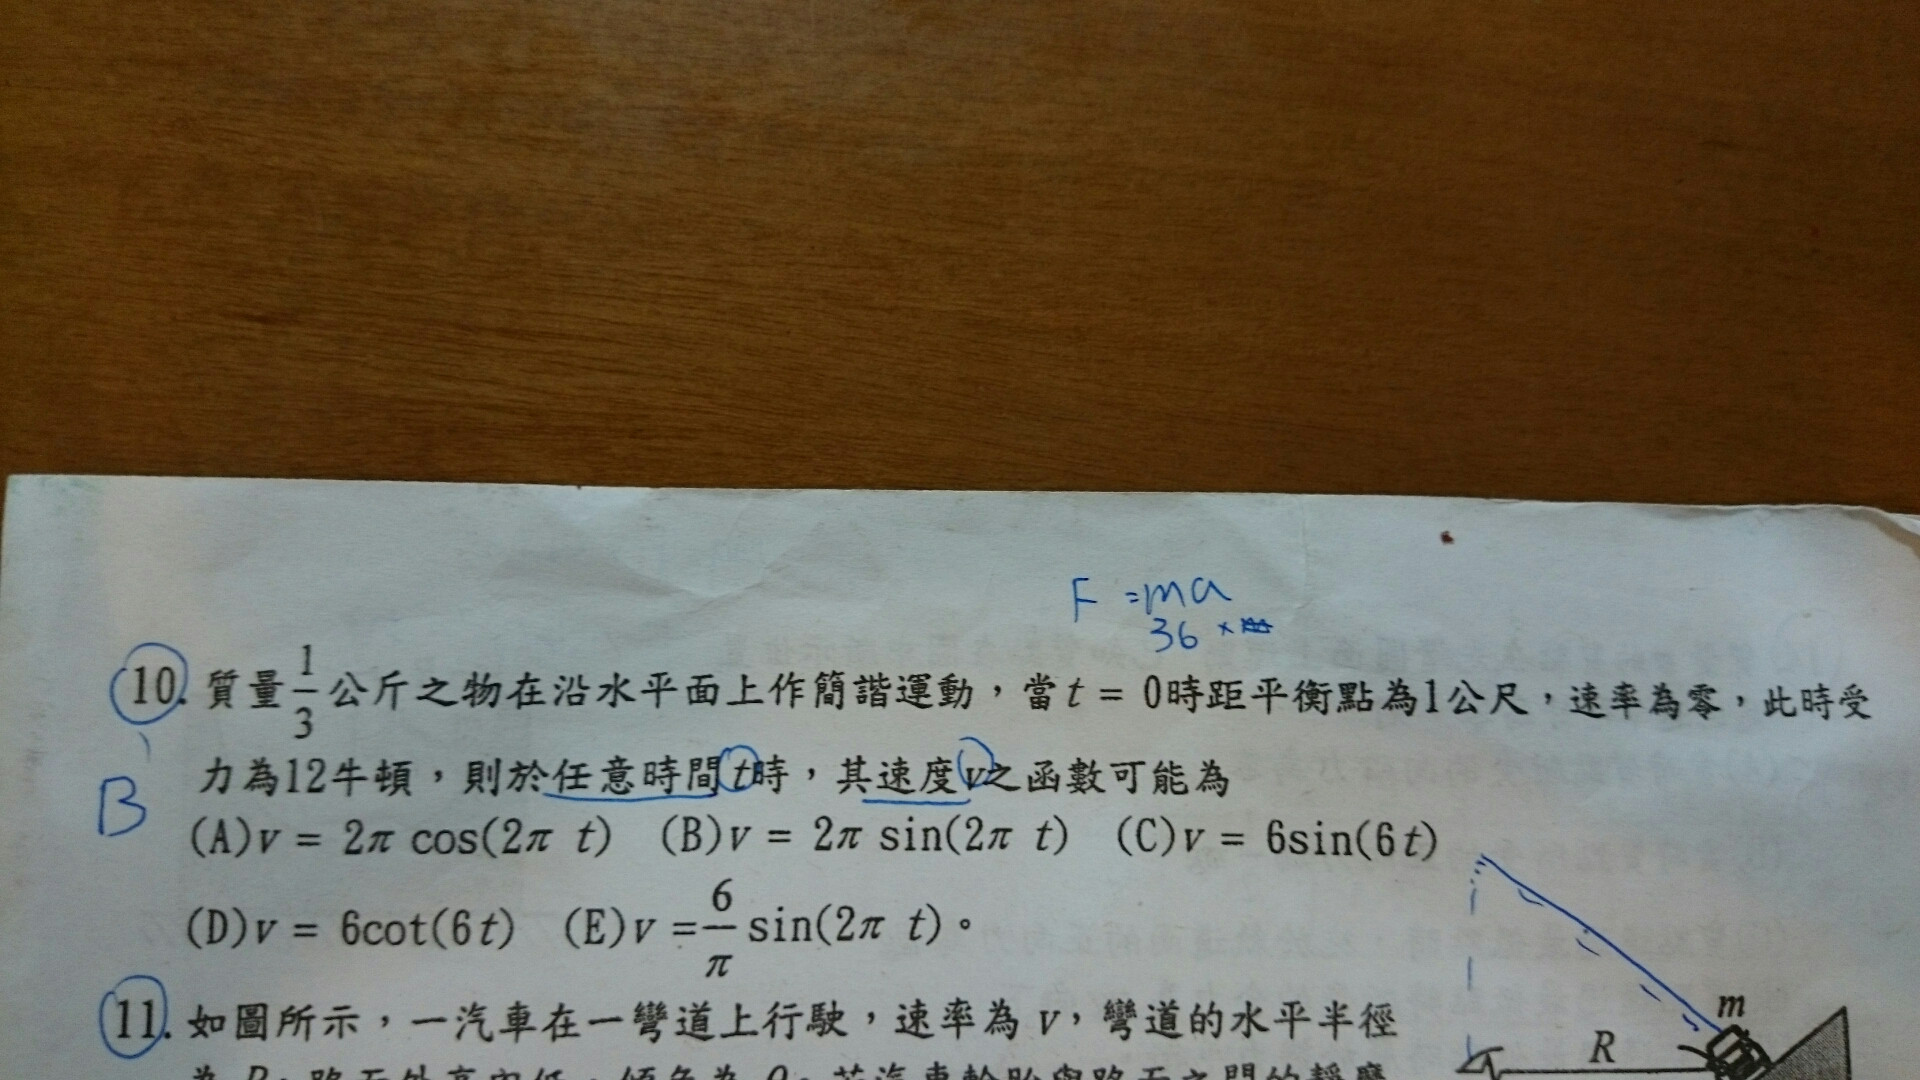 F = ma
36 ×
10. 質量 1/3 公斤之物在沿水平面上作簡諧運動，當 t = 0時距平衡點為1公尺，速率為零，此時受
力為12牛頓，則於任意時間 t 時，其速度 v 之函數可能為
B
(A)v = 2π cos(2π t) (B)v = 2π sin(2π t) (C)v = 6sin(6t)
(D)v = 6cot(6t) (E)v = 6/π sin(2π t)。
11. 如圖所示，一汽車在一彎道上行駛，速率為 v，彎道的水平半徑
m
R